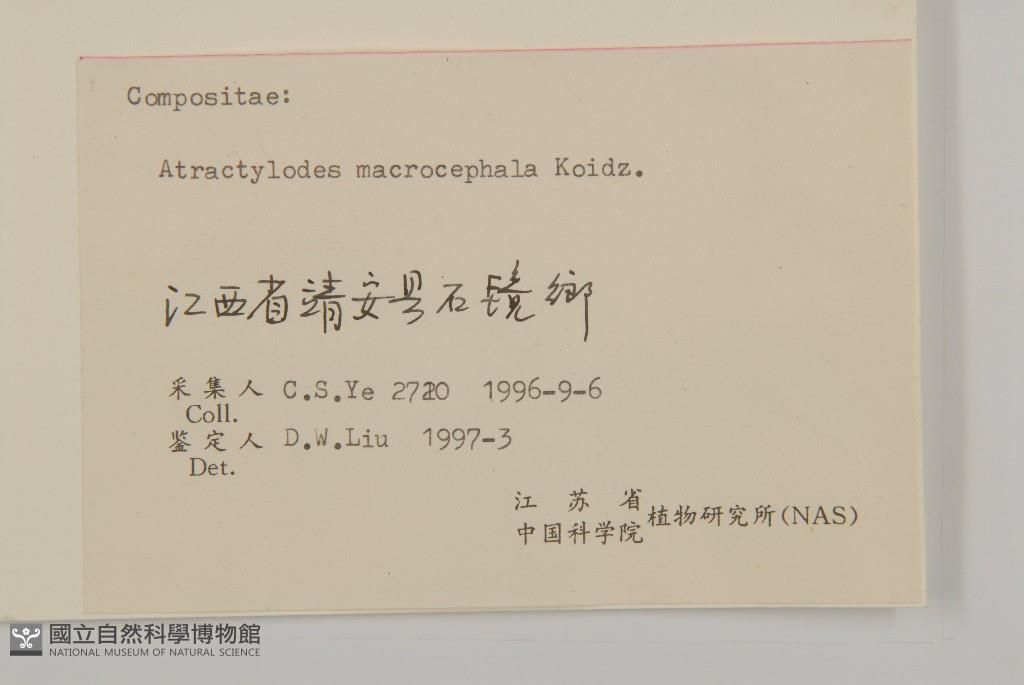 Compositae:
Atractylodes macrocephala Koidz.
江西省靖安县石鏡鄉
采集人 C.S.Ye 2720 1996-9-6
Coll.
鉴定人 D.W.Liu 1997-3
Det.
江苏省
中国科学院植物研究所(NAS)
國立自然科學博物館
NATIONAL MUSEUM OF NATURAL SCIENCE